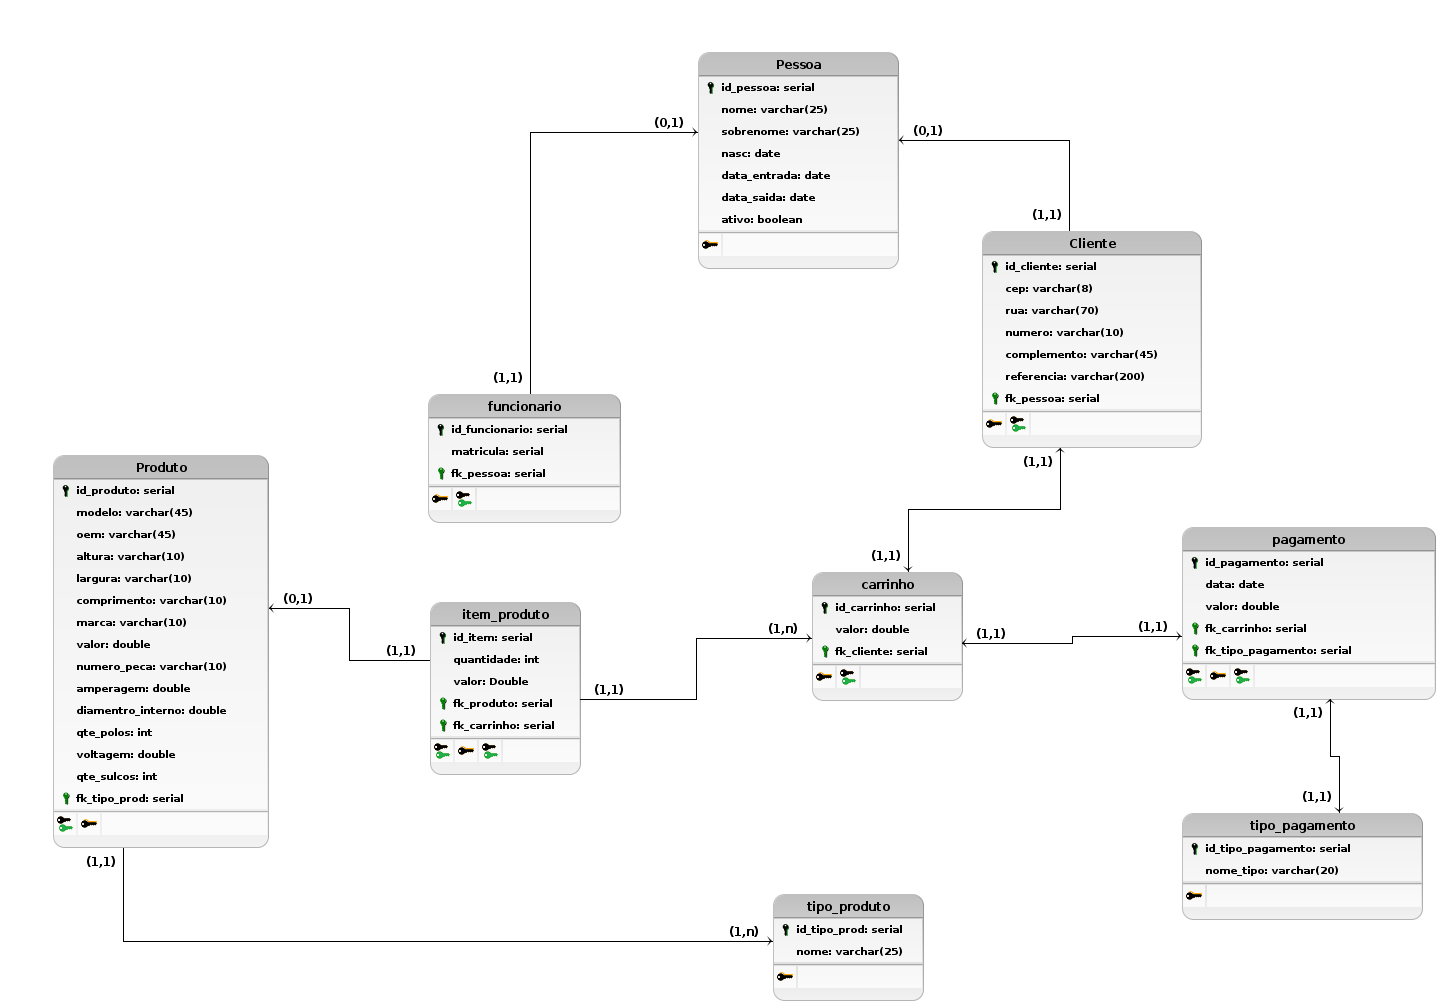 Pessoa
id_pessoa: serial
nome: varchar(25)
sobrenome: varchar(25)
nasc: date
data_entrada: date
data_saida: date
ativo: boolean
(0,1)
(0,1)
(1,1)
(1,1)
Cliente
id_cliente: serial
cep: varchar(8)
rua: varchar(70)
numero: varchar(10)
complemento: varchar(45)
referencia: varchar(200)
fk_pessoa: serial
(1,1)
funcionario
id_funcionario: serial
matricula: serial
fk_pessoa: serial
Produto
id_produto: serial
modelo: varchar(45)
oem: varchar(45)
altura: varchar(10)
largura: varchar(10)
comprimento: varchar(10)
marca: varchar(10)
valor: double
numero_peca: varchar(10)
amperagem: double
diamentro_interno: double
qte_polos: int
voltagem: double
qte_sulcos: int
fk_tipo_prod: serial
(0,1)
(1,1)
(1,1)
item_produto
id_item: serial
quantidade: int
valor: Double
fk_produto: serial
fk_carrinho: serial
(1,1)
(1,n)
(1,1)
carrinho
id_carrinho: serial
valor: double
fk_cliente: serial
(1,1)
(1,1)
pagamento
id_pagamento: serial
data: date
valor: double
fk_carrinho: serial
fk_tipo_pagamento: serial
(1,1)
(1,1)
tipo_pagamento
id_tipo_pagamento: serial
nome_tipo: varchar(20)
(1,n)
tipo_produto
id_tipo_prod: serial
nome: varchar(25)